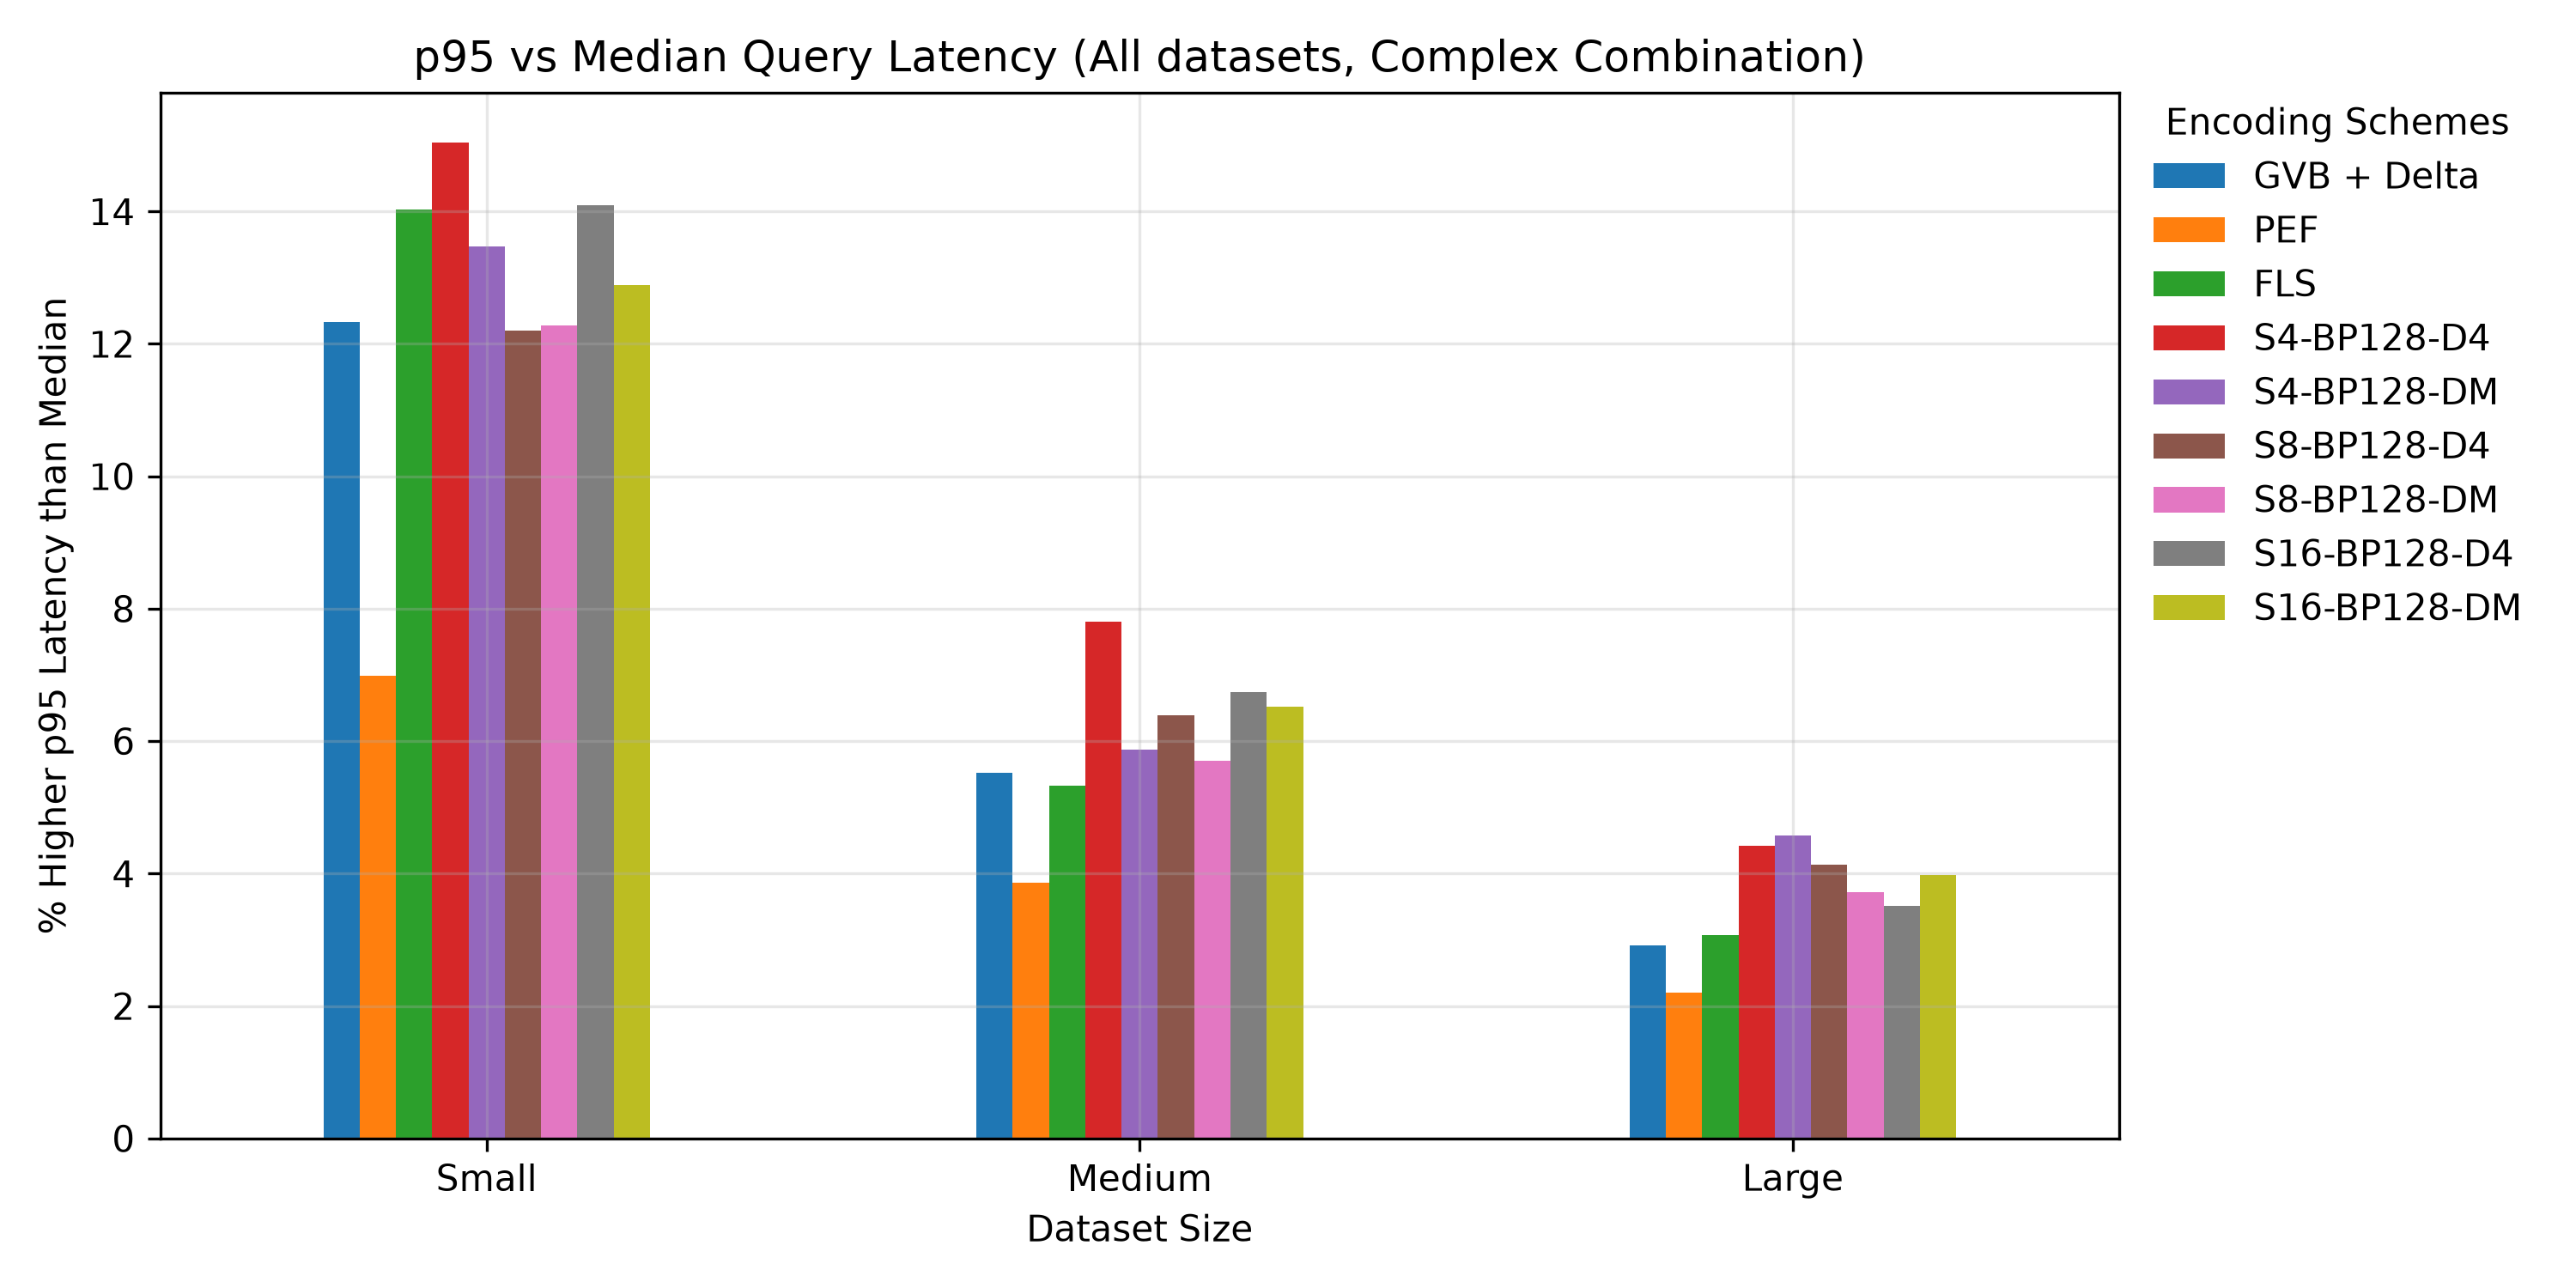 p95 vs Median Query Latency (All datasets, Complex Combination)
% Higher p95 Latency than Median
14
12
10
8
6
4
2
0
Small
Medium
Large
Dataset Size
Encoding Schemes
GVB + Delta
PEF
FLS
S4-BP128-D4
S4-BP128-DM
S8-BP128-D4
S8-BP128-DM
S16-BP128-D4
S16-BP128-DM